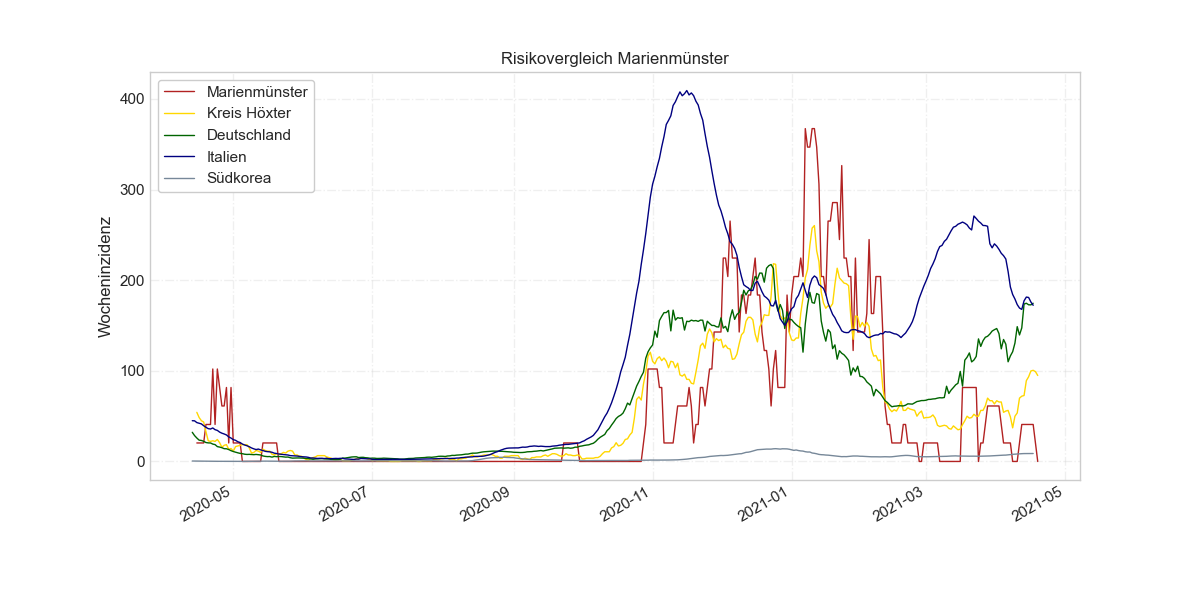 Risikovergleich Marienmünster
Marienmünster
Kreis Höxter
Deutschland
Italien
Südkorea
Wocheninzidenz
400
300
200
100
0
2020-05
2020-07
2020-09
2020-11
2021-01
2021-03
2021-05